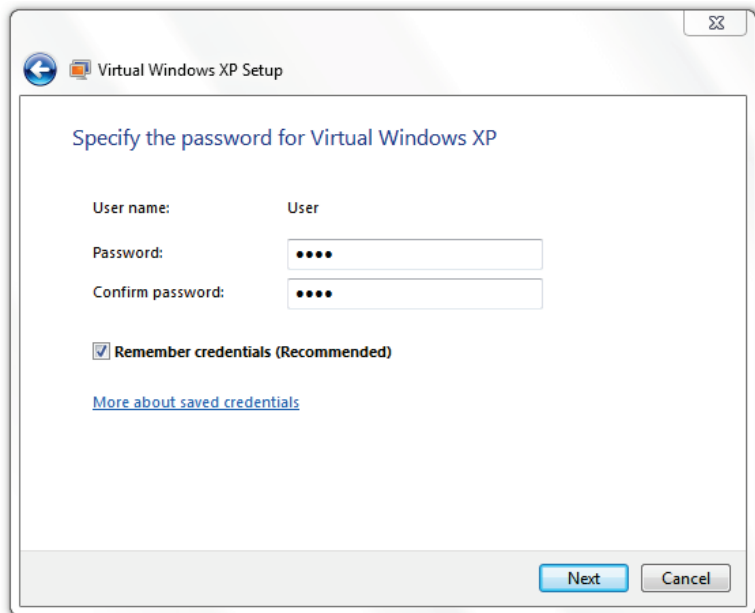 Virtual Windows XP Setup
Specify the password for Virtual Windows XP
User name: User
Password: ••••
Confirm password: ••••
Remember credentials (Recommended)
More about saved credentials
Next Cancel